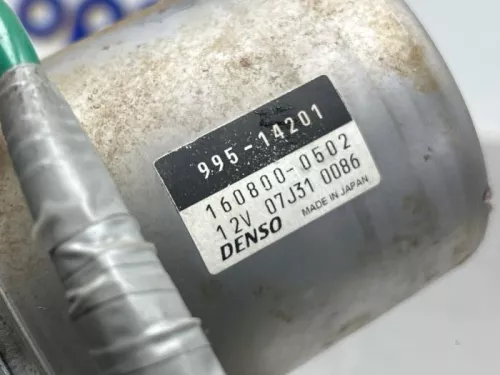 995-14201
160800-0502
12V 07J31 0086
DENSO MADE IN JAPAN